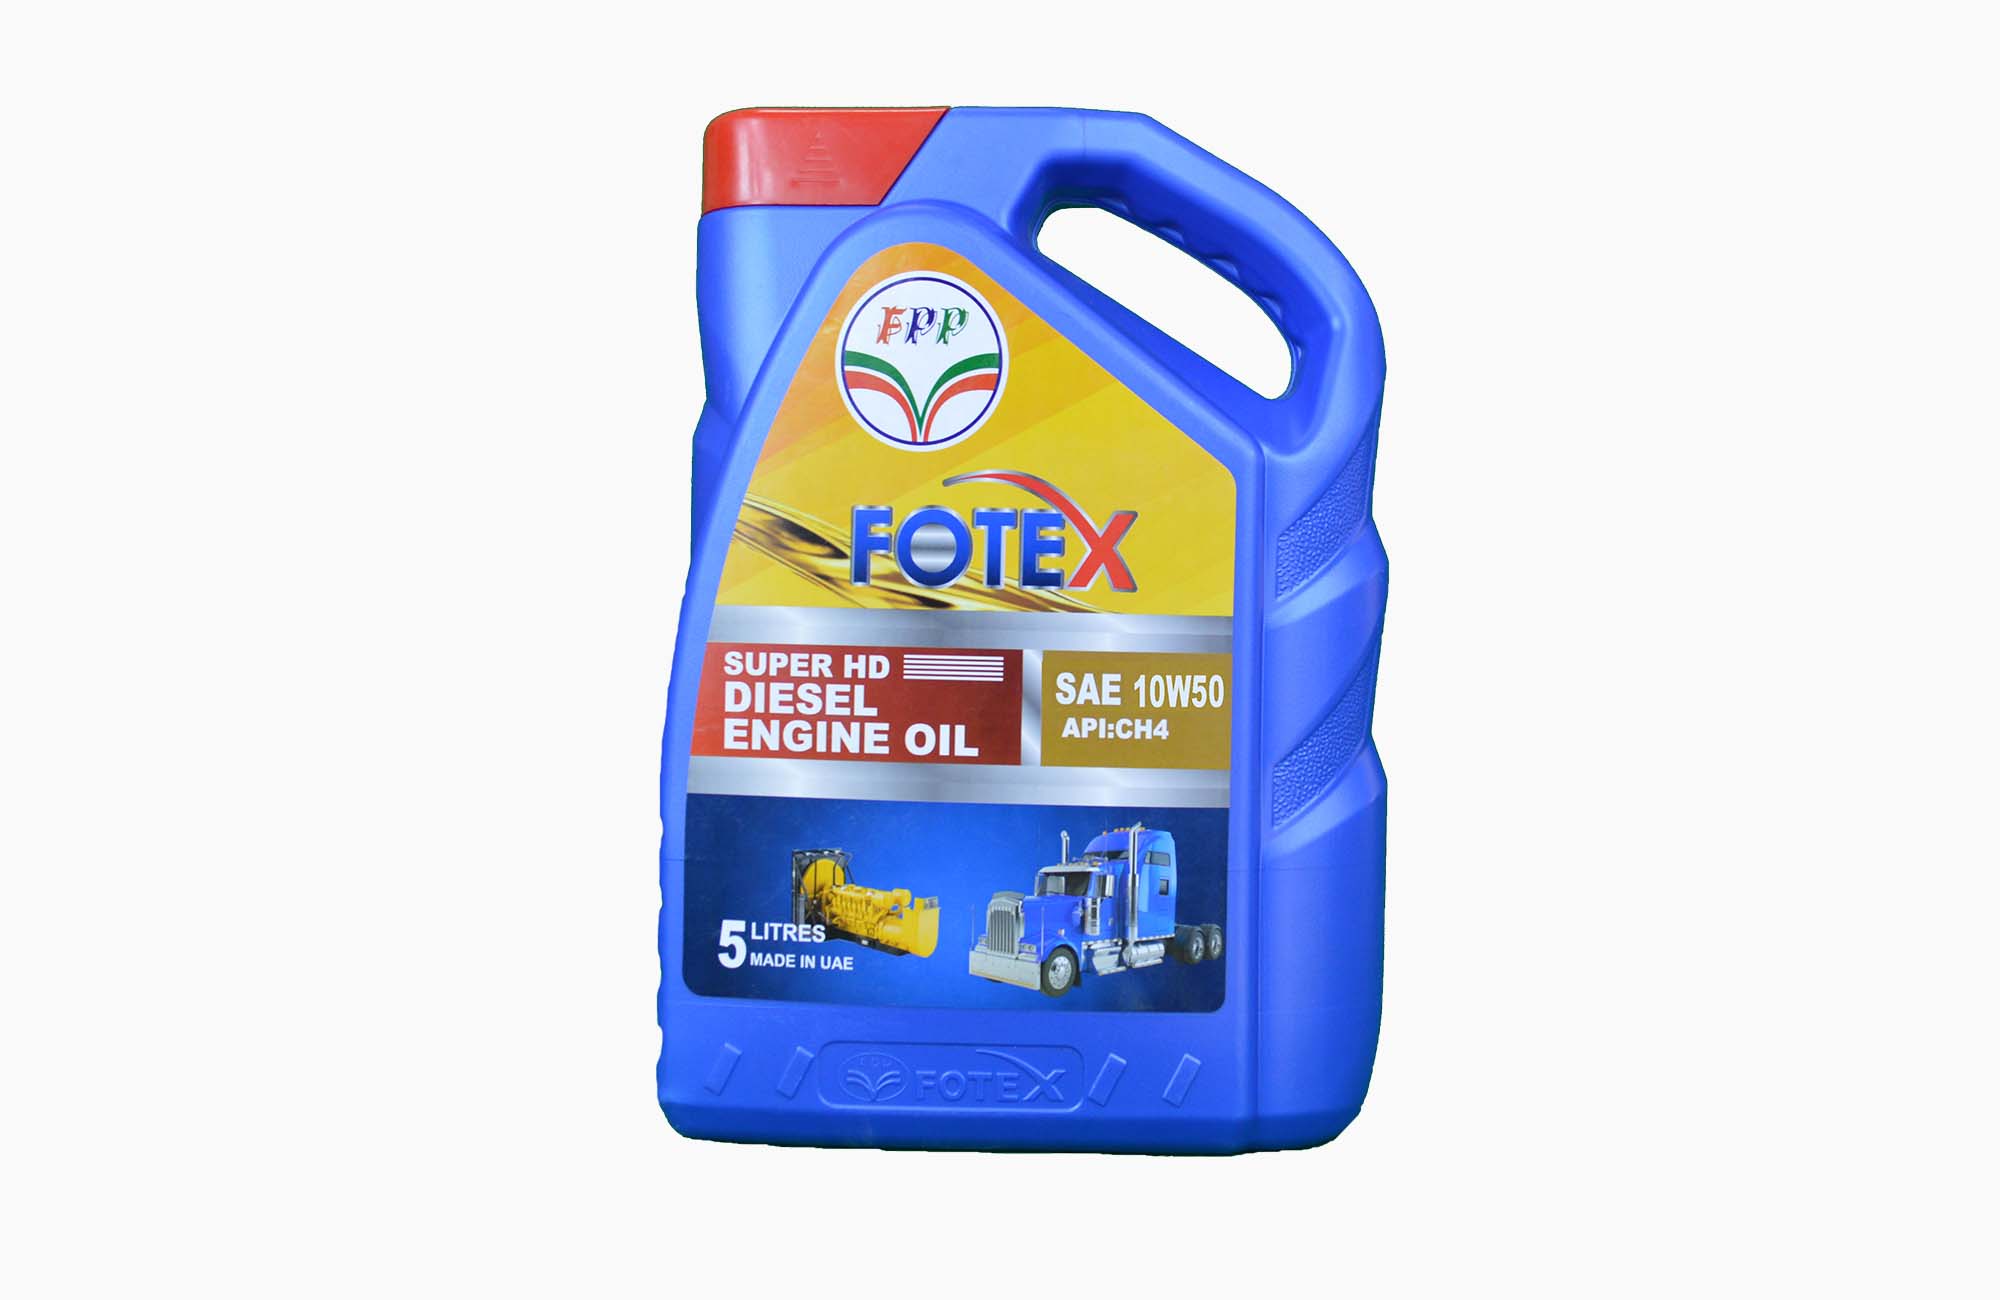 FPP
FOTEX
SUPER HD
DIESEL
ENGINE OIL
SAE 10W50
API:CH4
5 LITRES
MADE IN UAE
FOTEX